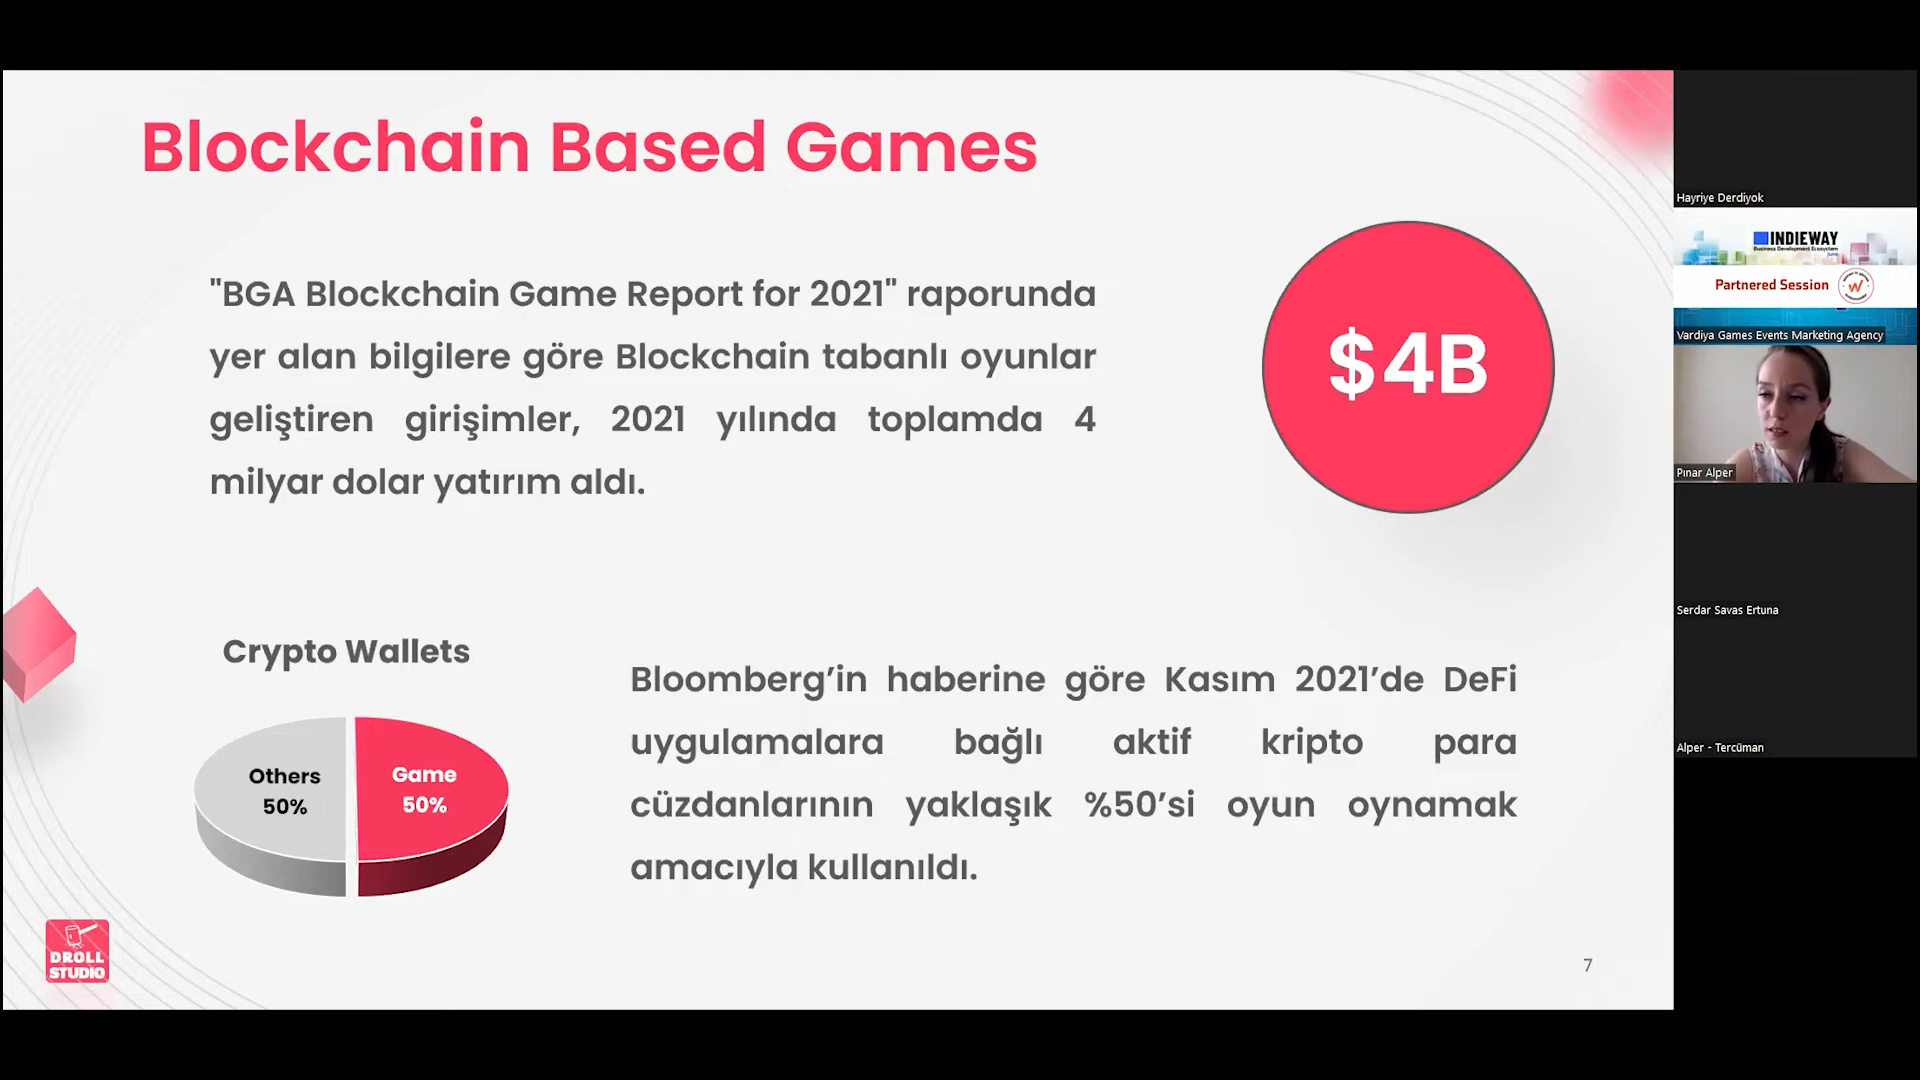 Blockchain Based Games
"BGA Blockchain Game Report for 2021" raporunda
yer alan bilgilere göre Blockchain tabanlı oyunlar
geliştiren girişimler, 2021 yılında toplamda 4
milyar dolar yatırım aldı.
$4B
Crypto Wallets
Others
50%
Game
50%
Bloomberg’in haberine göre Kasım 2021’de DeFi
uygulamalara bağlı aktif kripto para
cüzdanlarının yaklaşık %50’si oyun oynamak
amacıyla kullanıldı.
DROLL
STUDIO
7
Hayriye Derdiyok
INDIEWAY
Business Development Ecosystem
Partnered Session
Vardiya Games Events Marketing Agency
Pınar Alper
Serdar Savas Ertuna
Alper - Tercüman